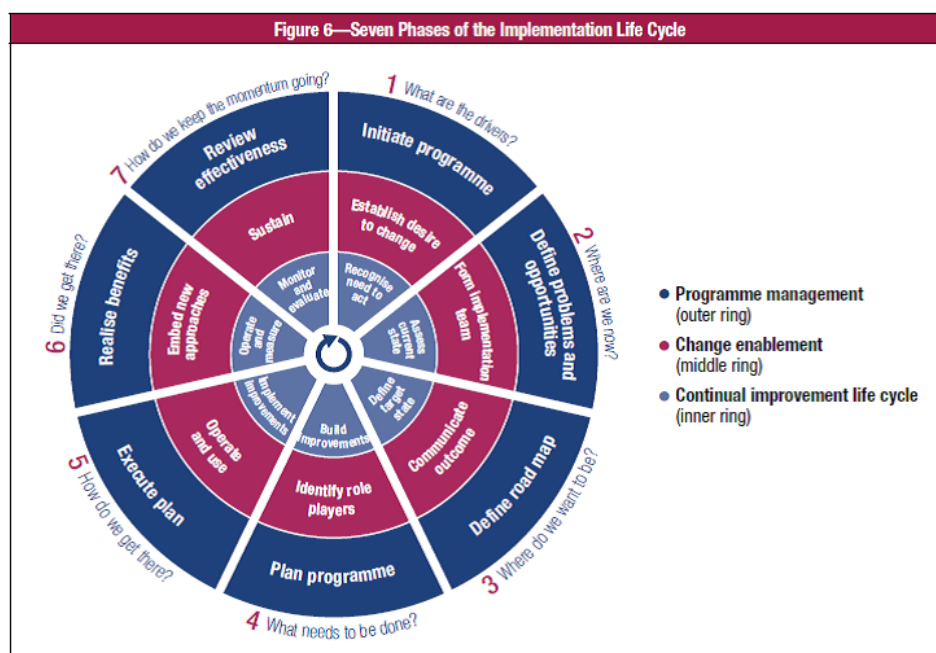 Figure 6—Seven Phases of the Implementation Life Cycle
1 What are the drivers?
Initiate programme
Establish desire
to change
Recognise
need to
act
2 Where are we now?
Define problems and
opportunities
Form implementation
team
Assess
current
state
3 Where do we want to be?
Define road map
Communicate
outcome
Define
target
state
4 What needs to be done?
Plan programme
Identify role
players
Build
improvements
5 How do we get there?
Execute plan
Operate
and use
Implement
improvements
6 Did we get there?
Realise benefits
Embed new
approaches
Operate
and
measure
7 How do we keep the momentum going?
Review
effectiveness
Sustain
Monitor
and
evaluate
Programme management
(outer ring)
Change enablement
(middle ring)
Continual improvement life cycle
(inner ring)